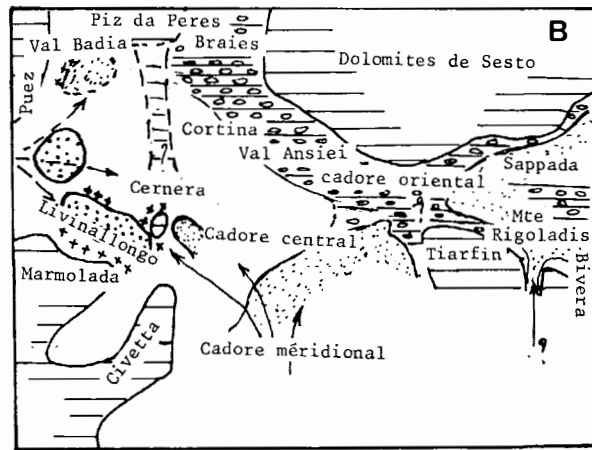 B
Piz da Peres
Val Badia
Braies
Dolomites de Sesto
Puez
Cortina
Val Ansiei
Sappada
cadore oriental
Cernera
Livinallongo
Cadore central
Mte
Rigoladis
Tiarfin
Bivera
Marmolada
Civetta
Cadore méridional
?